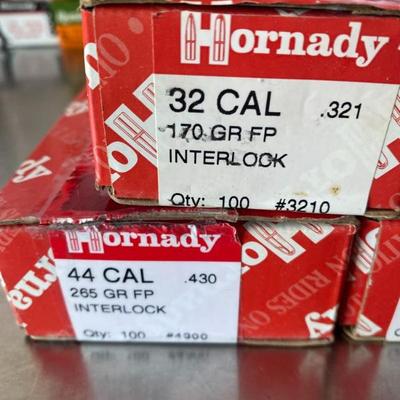 Hornady
32 CAL .321
170 GR FP
INTERLOCK
Qty: 100 #3210
Hornady
44 CAL .430
265 GR FP
INTERLOCK
Qty: 100 #4300